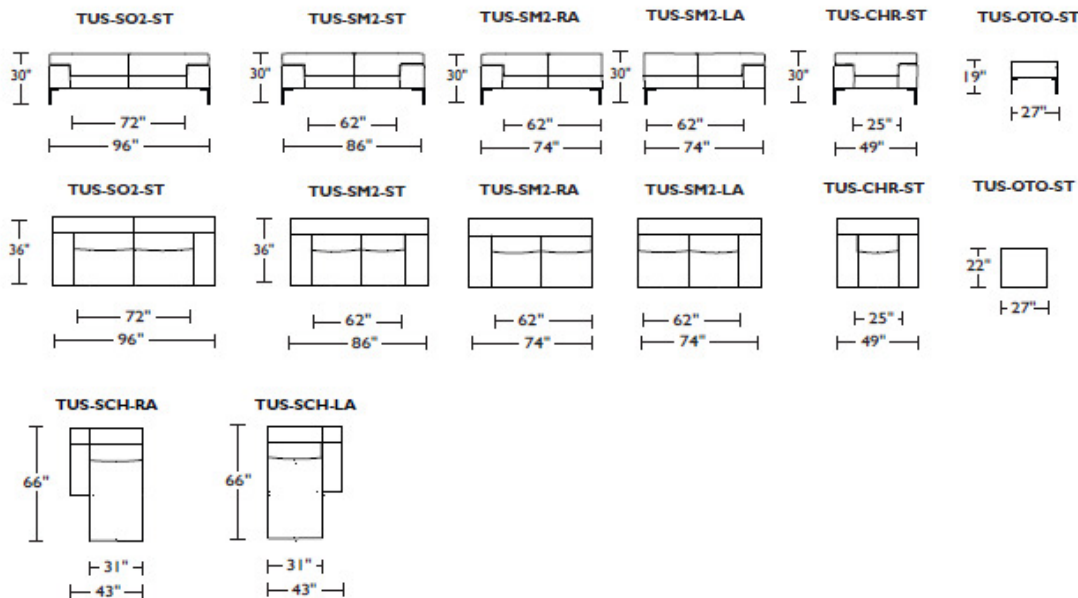 TUS-SO2-ST TUS-SM2-ST TUS-SM2-RA TUS-SM2-LA TUS-CHR-ST TUS-OTO-ST
30" 30" 30" 30" 30" 19"
72" 62" 62" 62" 25" 27"
96" 86" 74" 74" 49"
TUS-SO2-ST TUS-SM2-ST TUS-SM2-RA TUS-SM2-LA TUS-CHR-ST TUS-OTO-ST
36" 36" 22"
72" 62" 62" 62" 25" 27"
96" 86" 74" 74" 49"
TUS-SCH-RA TUS-SCH-LA
66" 66"
31" 31"
43" 43"